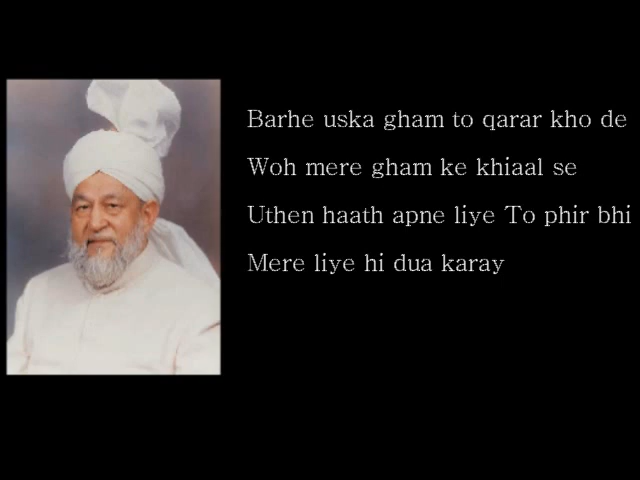 Barhe uska gham to qarar kho de
Woh mere gham ke khiaal se
Uthen haath apne liye To phir bhi
Mere liye hi dua karay